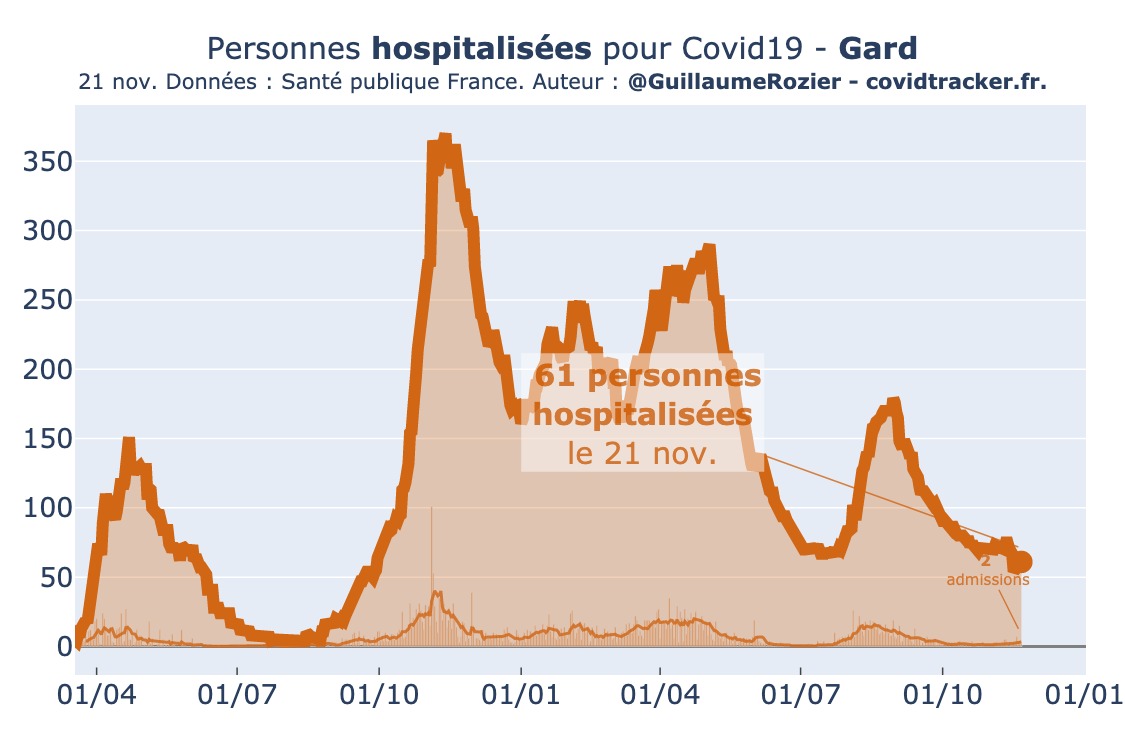 Personnes hospitalisées pour Covid19 - Gard
21 nov. Données : Santé publique France. Auteur : @GuillaumeRozier - covidtracker.fr.
350
300
250
200
150
100
50
0
61 personnes
hospitalisées
le 21 nov.
2
admissions
01/04
01/07
01/10
01/01
01/04
01/07
01/10
01/01